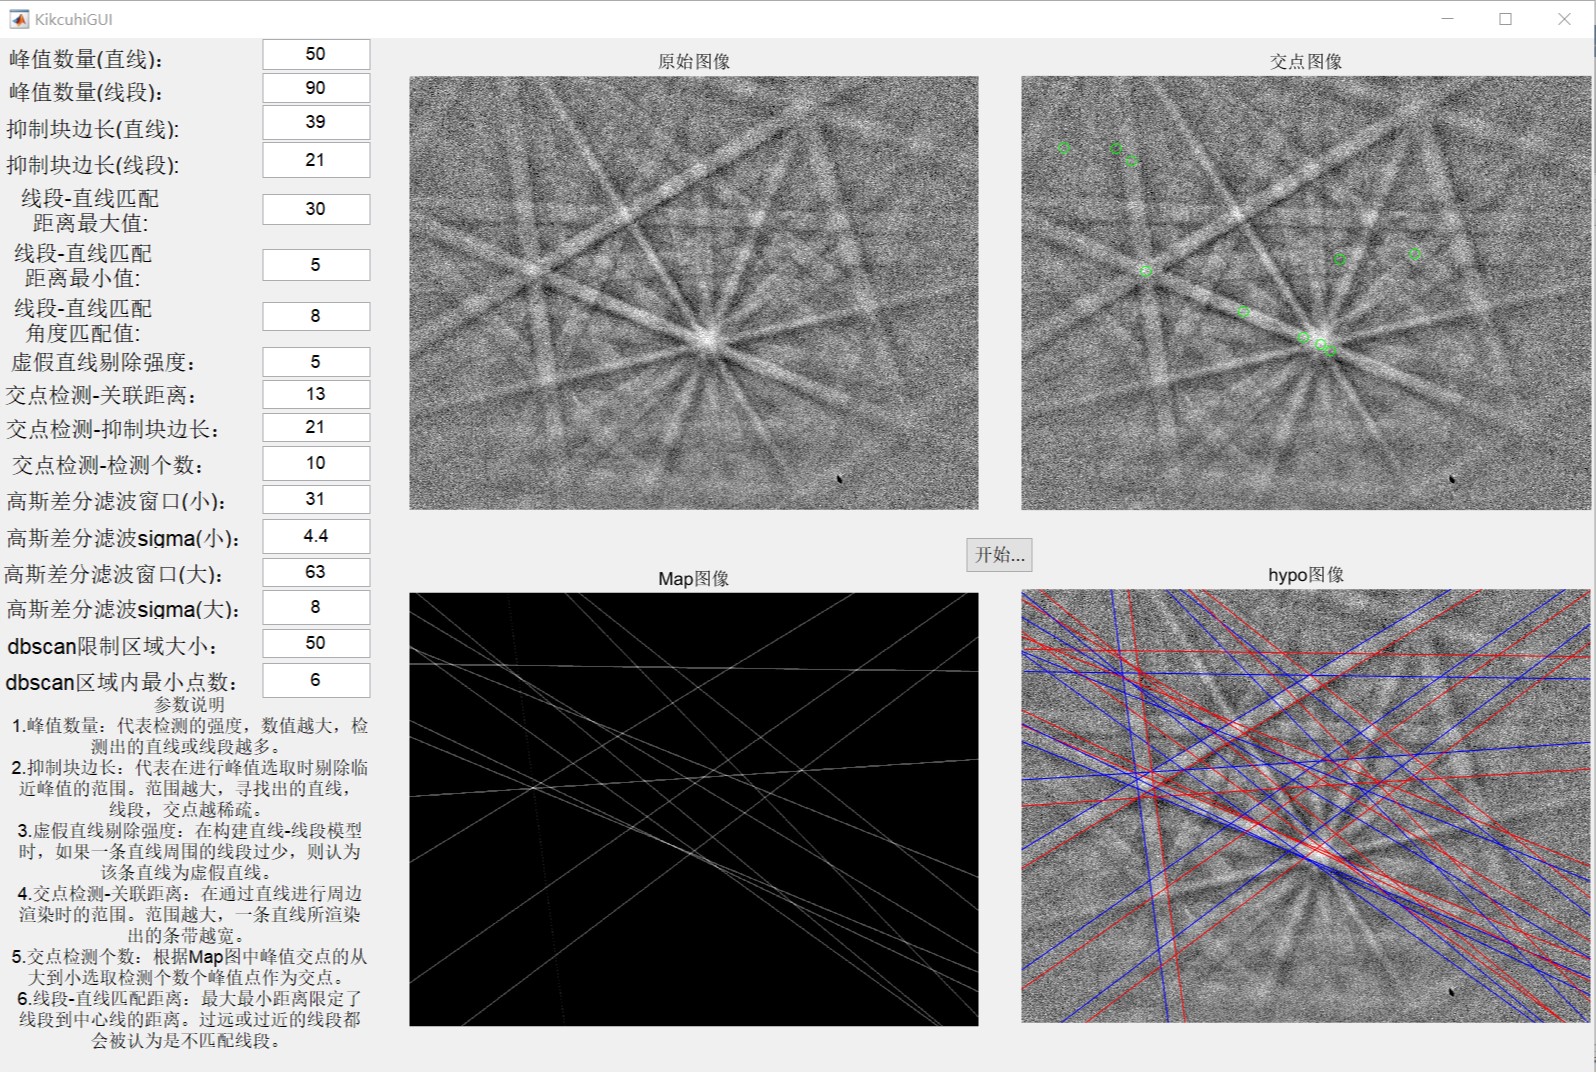 KikcuhiGUI
峰值数量(直线)：
50
峰值数量(线段)：
90
抑制块边长(直线):
39
抑制块边长(线段):
21
线段-直线匹配
距离最大值:
30
线段-直线匹配
距离最小值:
5
线段-直线匹配
角度匹配值:
8
虚假直线剔除强度：
5
交点检测-关联距离：
13
交点检测-抑制块边长：
21
交点检测-检测个数：
10
高斯差分滤波窗口(小)：
31
高斯差分滤波sigma(小)：
4.4
高斯差分滤波窗口(大)：
63
高斯差分滤波sigma(大)：
8
dbscan限制区域大小：
50
dbscan区域内最小点数：
6
参数说明
1.峰值数量：代表检测的强度，数值越大，检
测出的直线或线段越多。
2.抑制块边长：代表在进行峰值选取时剔除临
近峰值的范围。范围越大，寻找出的直线，
线段，交点越稀疏。
3.虚假直线剔除强度：在构建直线-线段模型
时，如果一条直线周围的线段过少，则认为
该条直线为虚假直线。
4.交点检测-关联距离：在通过直线进行周边
渲染时的范围。范围越大，一条直线所渲染
出的条带越宽。
5.交点检测个数：根据Map图中峰值交点的从
大到小选取检测个数个峰值点作为交点。
6.线段-直线匹配距离：最大最小距离限定了
线段到中心线的距离。过远或过近的线段都
会被认为是不匹配线段。
原始图像
交点图像
开始...
Map图像
hypo图像